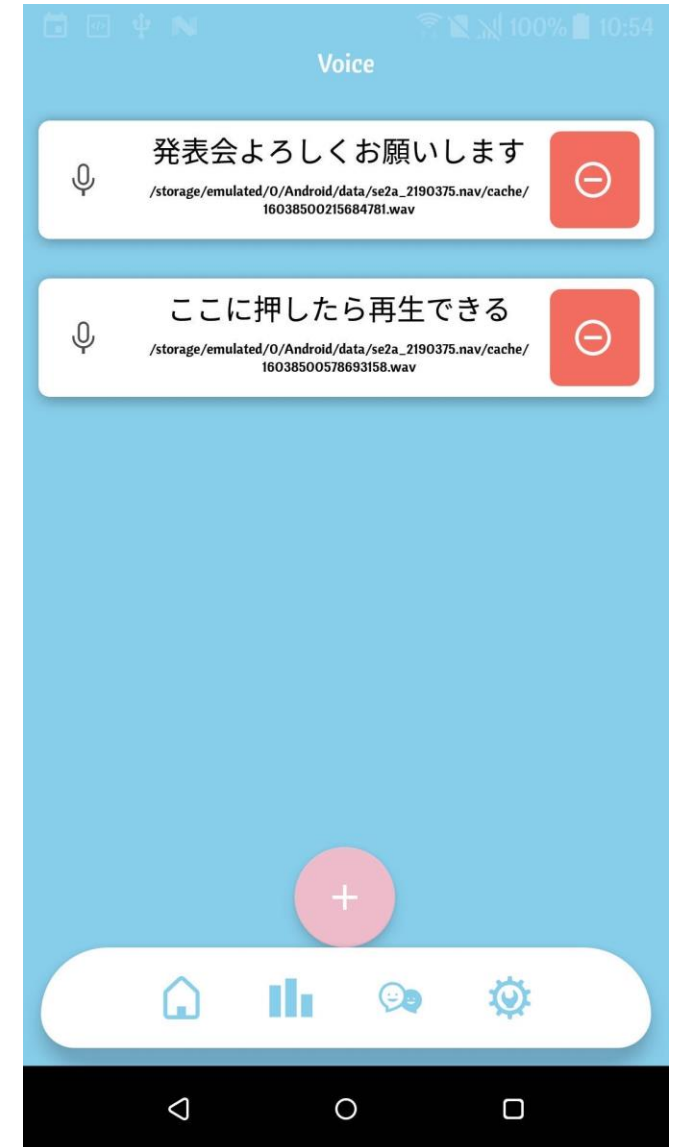 100% 10:54
Voice
発表会よろしくお願いします
/storage/emulated/0/Android/data/se2a_2190375.nav/cache/
16038500215684781.wav
ここに押したら再生できる
/storage/emulated/0/Android/data/se2a_2190375.nav/cache/
16038500578693158.wav